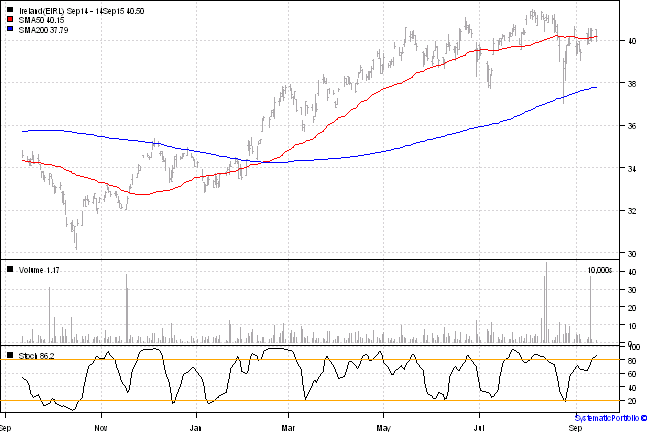 Ireland(EIRL) Sep14 - 14Sep15 40.50
SMA50 40.15
SMA200 37.79
40
38
36
34
32
30
Volume 1.17
10,000s
40
30
20
10
0
Stoch 86.2
100
80
60
40
20
Sep
Nov
Jan
Mar
May
Jul
Sep
SystematicPortfolio ©